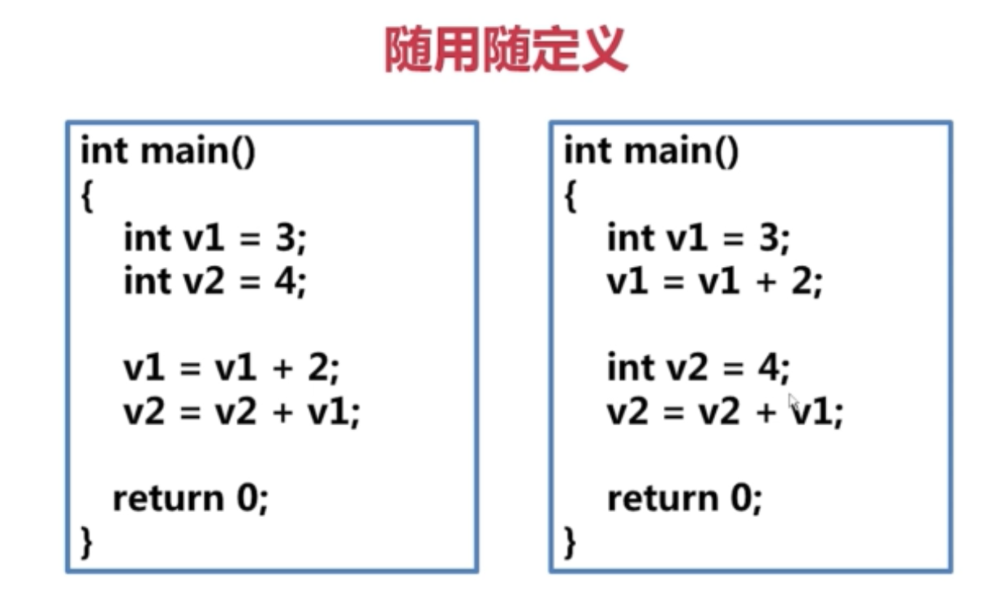 随用随定义
int main()
{
int v1 = 3;
int v2 = 4;
v1 = v1 + 2;
v2 = v2 + v1;
return 0;
}
int main()
{
int v1 = 3;
v1 = v1 + 2;
int v2 = 4;
v2 = v2 + v1;
return 0;
}